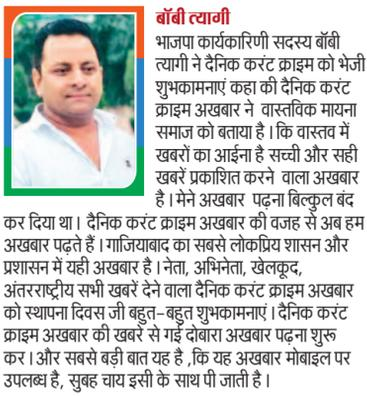 बॉबी त्यागी
भाजपा कार्यकारिणी सदस्य बॉबी
त्यागी ने दैनिक करंट क्राइम को भेजी
शुभकामनाएं कहा की दैनिक करंट
क्राइम अखबार ने वास्तविक मायना
समाज को बताया है। कि वास्तव में
खबरों का आईना है सच्ची और सही
खबरें प्रकाशित करने वाला अखबार
है। मेने अखबार पढ़ना बिल्कुल बंद
कर दिया था। दैनिक करंट क्राइम अखबार की वजह से अब हम
अखबार पढ़ते हैं। गाजियाबाद का सबसे लोकप्रिय शासन और
प्रशासन में यही अखबार है। नेता, अभिनेता, खेलकूद,
अंतरराष्ट्रीय सभी खबरें देने वाला दैनिक करंट क्राइम अखबार
को स्थापना दिवस जी बहुत-बहुत शुभकामनाएं। दैनिक करंट
क्राइम अखबार की खबरे से गई दोबारा अखबार पढ़ना शुरू
कर। और सबसे बड़ी बात यह है ,कि यह अखबार मोबाइल पर
उपलब्ध है, सुबह चाय इसी के साथ पी जाती है।